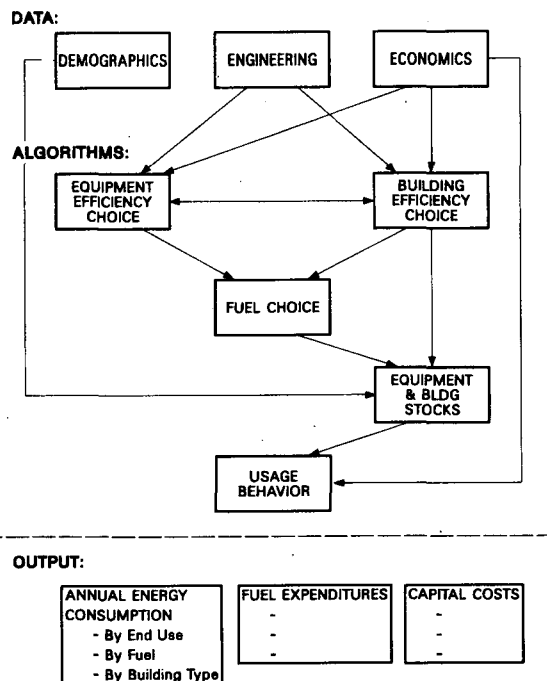 DATA:
DEMOGRAPHICS
ENGINEERING
ECONOMICS
ALGORITHMS:
EQUIPMENT
EFFICIENCY
CHOICE
BUILDING
EFFICIENCY
CHOICE
FUEL CHOICE
EQUIPMENT
& BLDG
STOCKS
USAGE
BEHAVIOR
OUTPUT:
ANNUAL ENERGY
CONSUMPTION
- By End Use
- By Fuel
- By Building Type
FUEL EXPENDITURES
-
-
-
CAPITAL COSTS
-
-
-